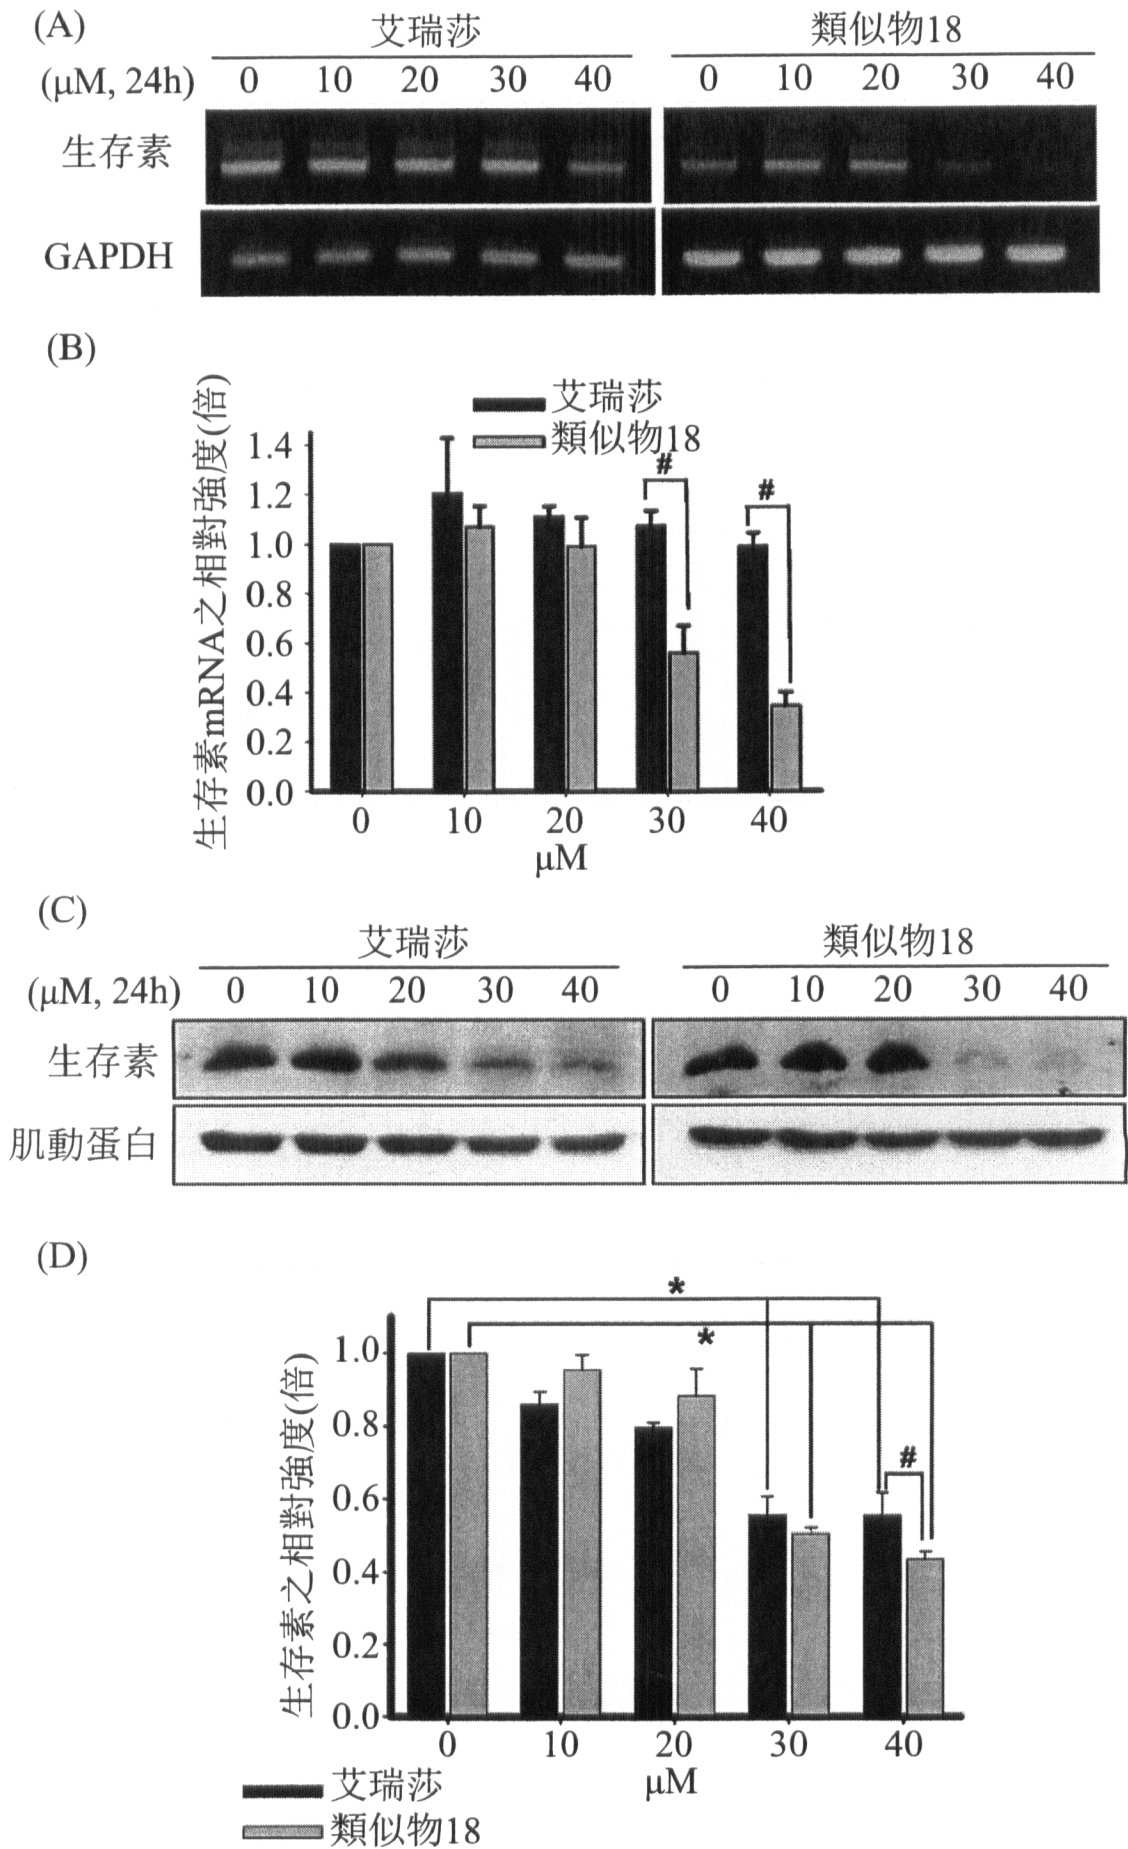 (A)
艾瑞莎 類似物18
(μM, 24h) 0 10 20 30 40 0 10 20 30 40
生存素
GAPDH
(B)
艾瑞莎
類似物18
生存素mRNA之相對強度(倍)
1.4
1.2
1.0
0.8
0.6
0.4
0.2
0.0
# #
0 10 20 30 40
μM
(C)
艾瑞莎 類似物18
(μM, 24h) 0 10 20 30 40 0 10 20 30 40
生存素
肌動蛋白
(D)
*
*
#
生存素之相對強度(倍)
1.0
0.8
0.6
0.4
0.2
0.0
0 10 20 30 40
μM
艾瑞莎
類似物18